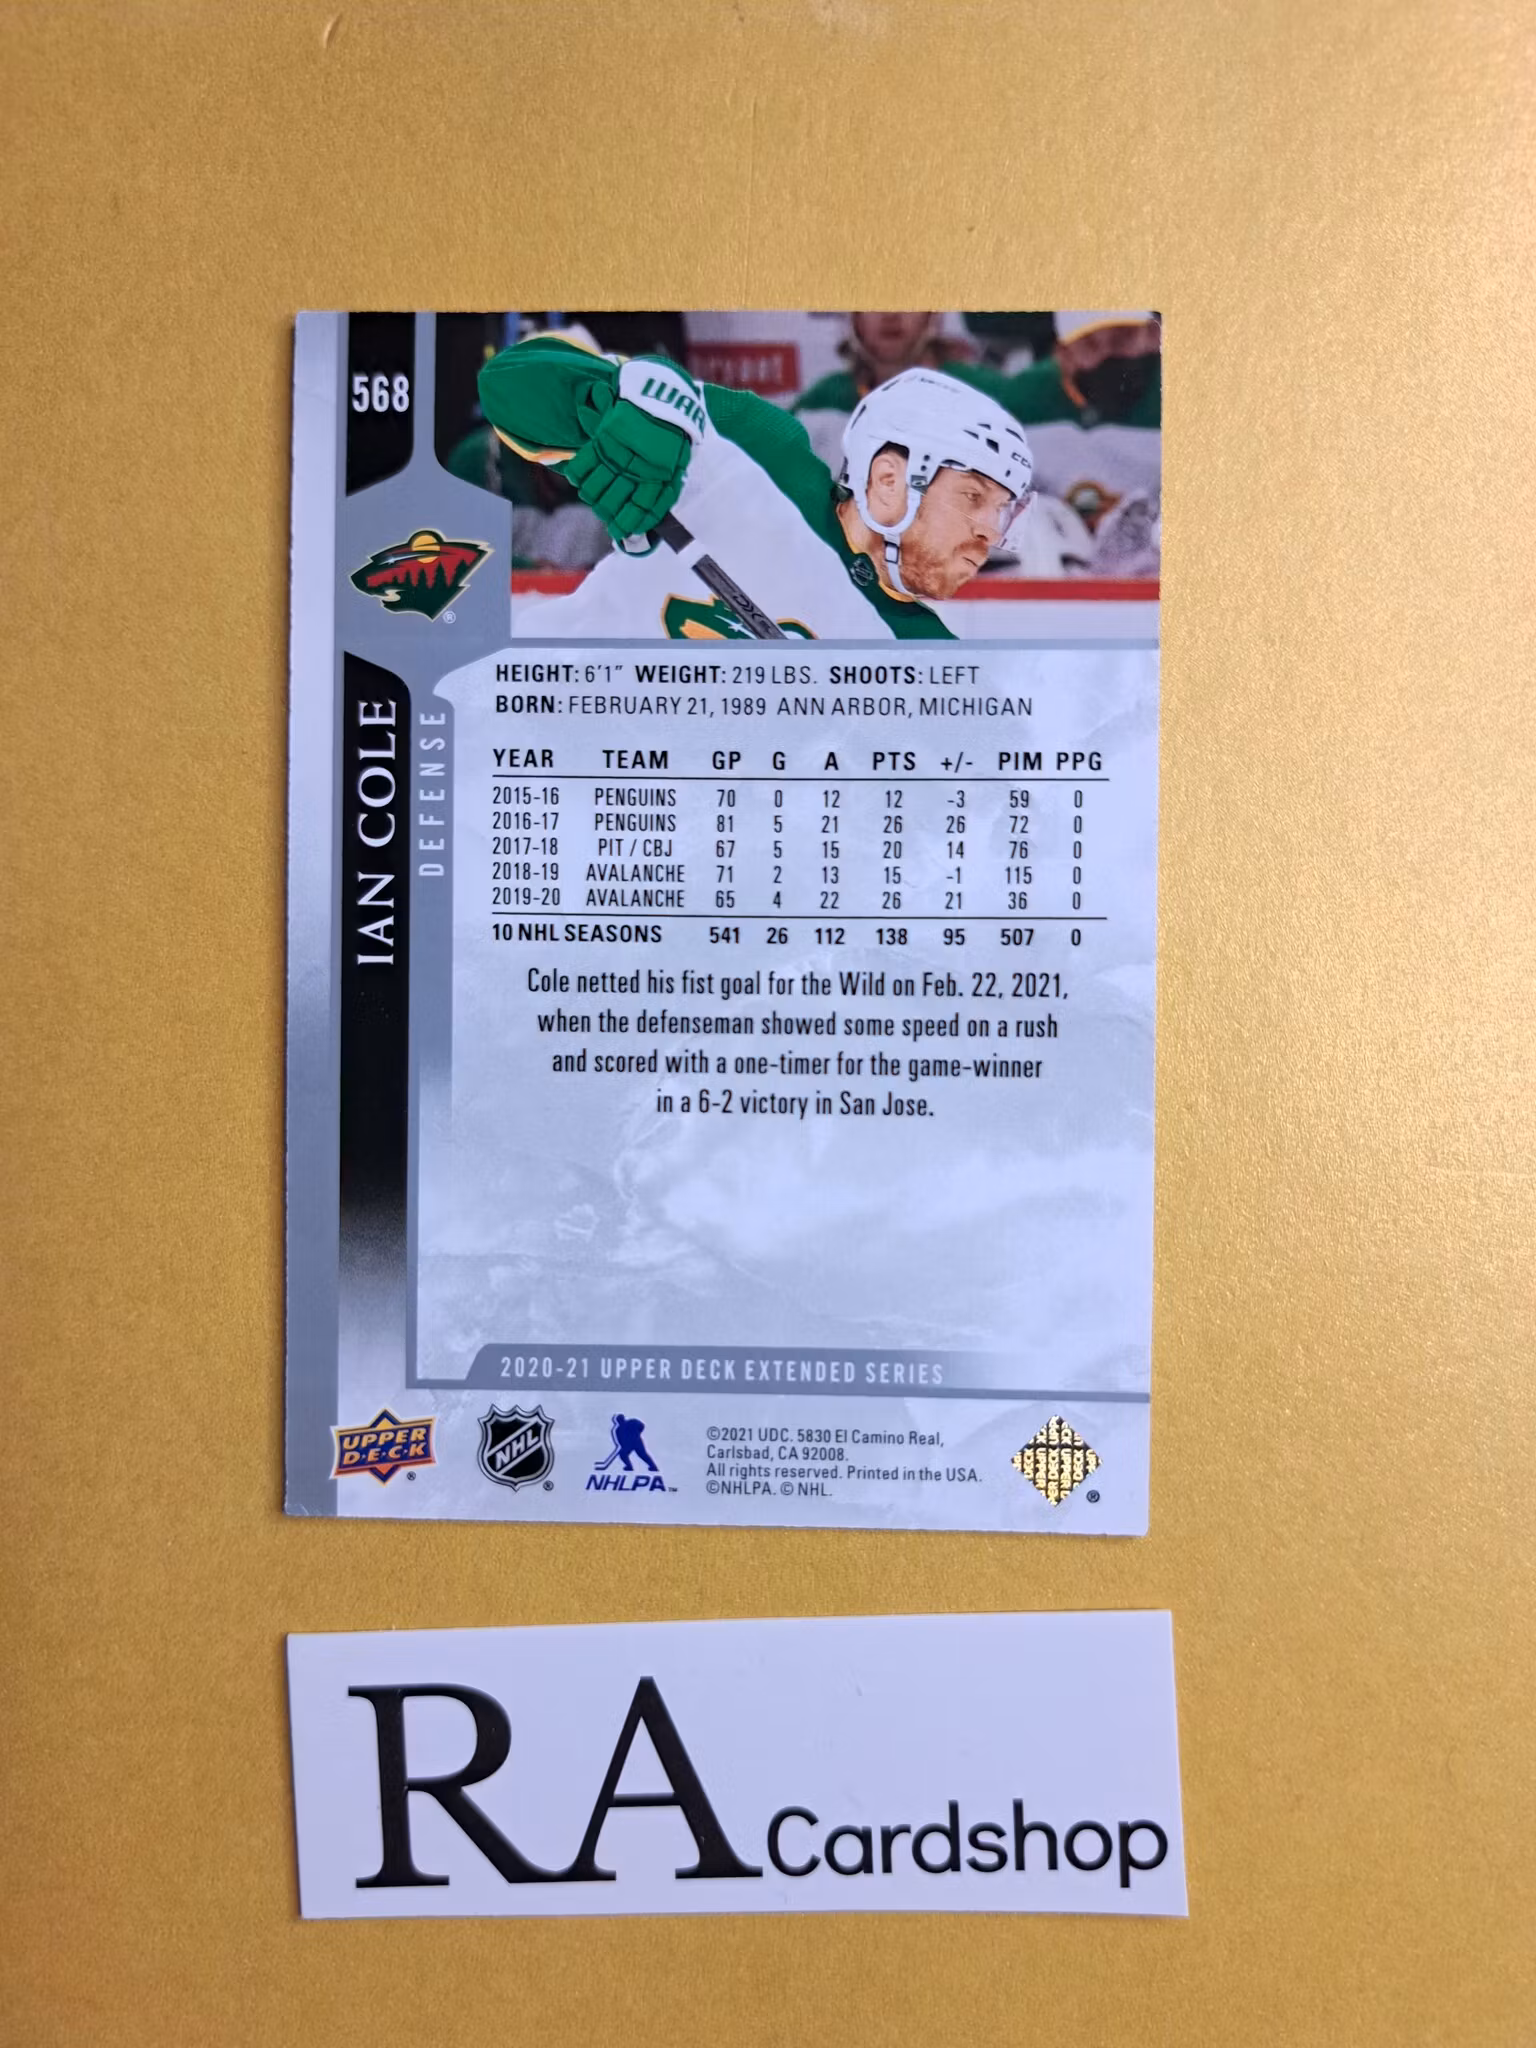 568
WAR
CCM
HEIGHT: 6'1" WEIGHT: 219 LBS. SHOOTS: LEFT
BORN: FEBRUARY 21, 1989 ANN ARBOR, MICHIGAN
IAN COLE
DEFENSE
YEAR TEAM GP G A PTS +/- PIM PPG
2015-16 PENGUINS 70 0 12 12 -3 59 0
2016-17 PENGUINS 81 5 21 26 26 72 0
2017-18 PIT / CBJ 67 5 15 20 14 76 0
2018-19 AVALANCHE 71 2 13 15 -1 115 0
2019-20 AVALANCHE 65 4 22 26 21 36 0
10 NHL SEASONS 541 26 112 138 95 507 0
Cole netted his fist goal for the Wild on Feb. 22, 2021,
when the defenseman showed some speed on a rush
and scored with a one-timer for the game-winner
in a 6-2 victory in San Jose.
2020-21 UPPER DECK EXTENDED SERIES
UPPER
D·E·C·K
®
NHL
®
NHLPA™
©2021 UDC. 5830 El Camino Real,
Carlsbad, CA 92008.
All rights reserved. Printed in the USA.
©NHLPA. © NHL.
®
RA Cardshop